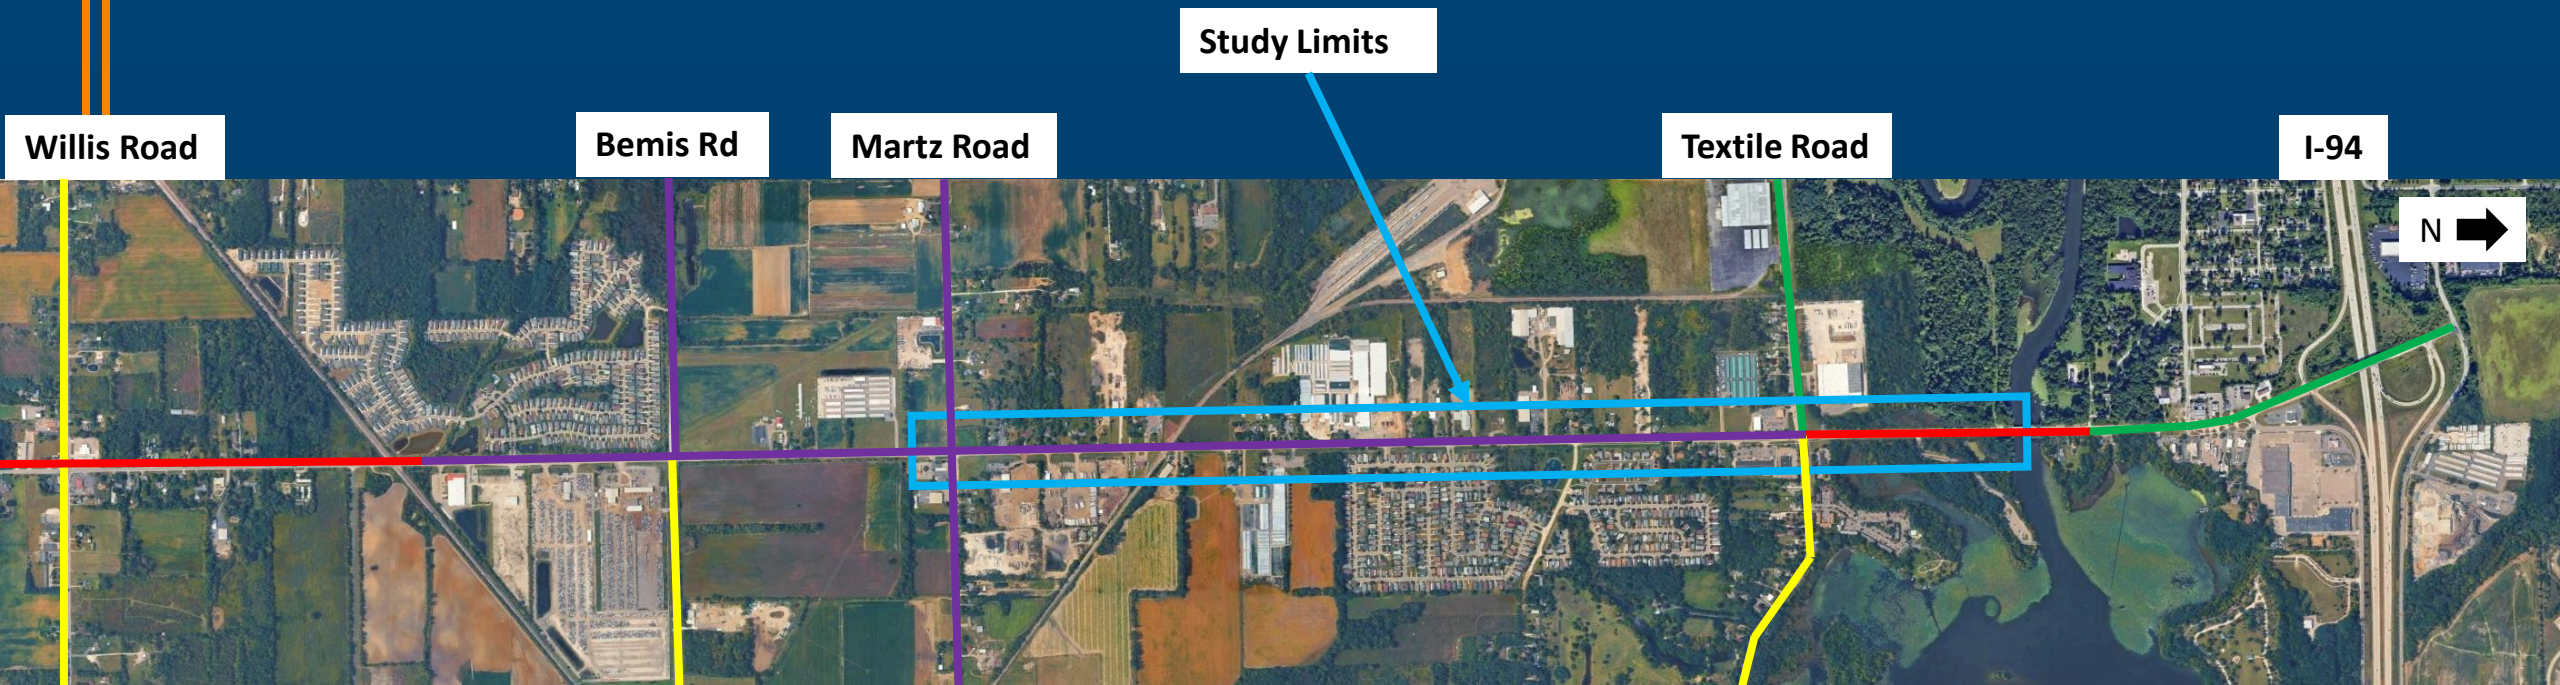 Study Limits
Willis Road
Bemis Rd
Martz Road
Textile Road
I-94
N